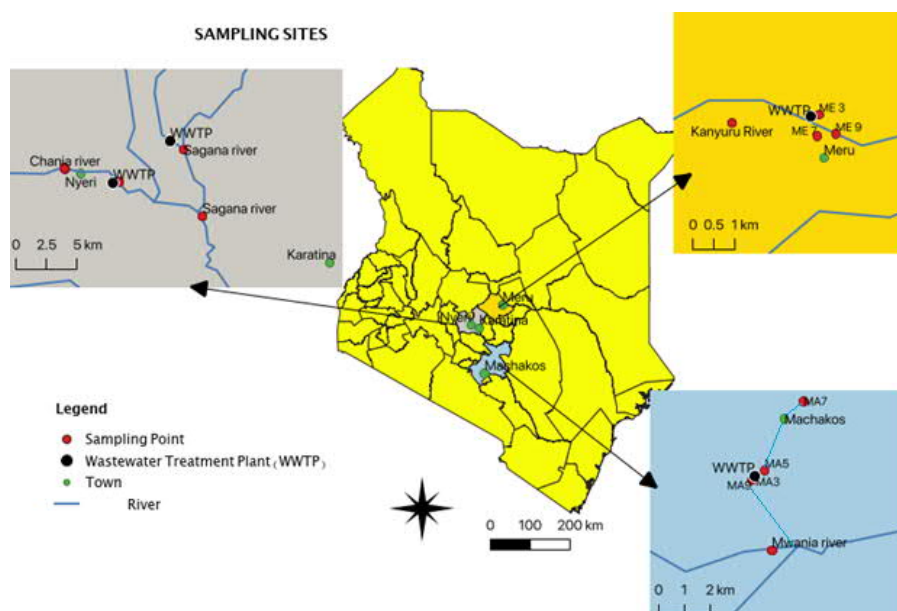 SAMPLING SITES
WWTP
Sagana river
Chania river
Nyeri
WWTP
Sagana river
Karatina
0 2.5 5 km
WWTP
ME 3
Kanyuru River
ME 7
ME 9
Meru
0 0.5 1 km
Meru
Nyeri
Karatina
Machakos
MA7
Machakos
MA5
WWTP
MA9
MA3
Mwania river
0 1 2 km
Legend
Sampling Point
Wastewater Treatment Plant (WWTP)
Town
River
0 100 200 km